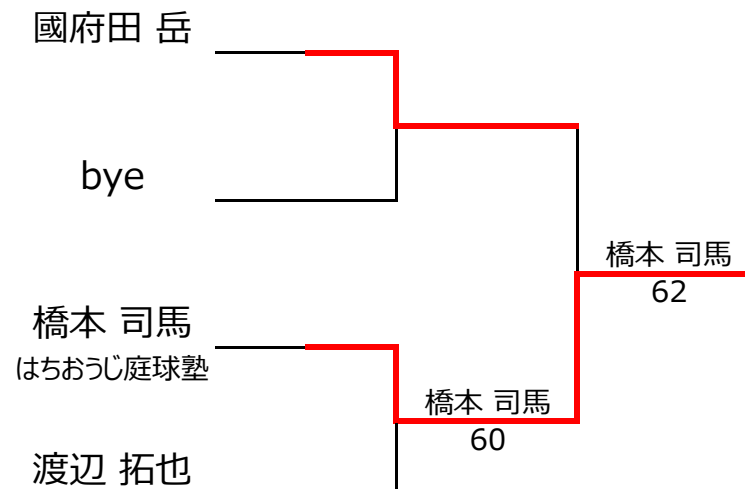 國府田 岳
bye
橋本 司馬
62
橋本 司馬
はちおうじ庭球塾
橋本 司馬
60
渡辺 拓也